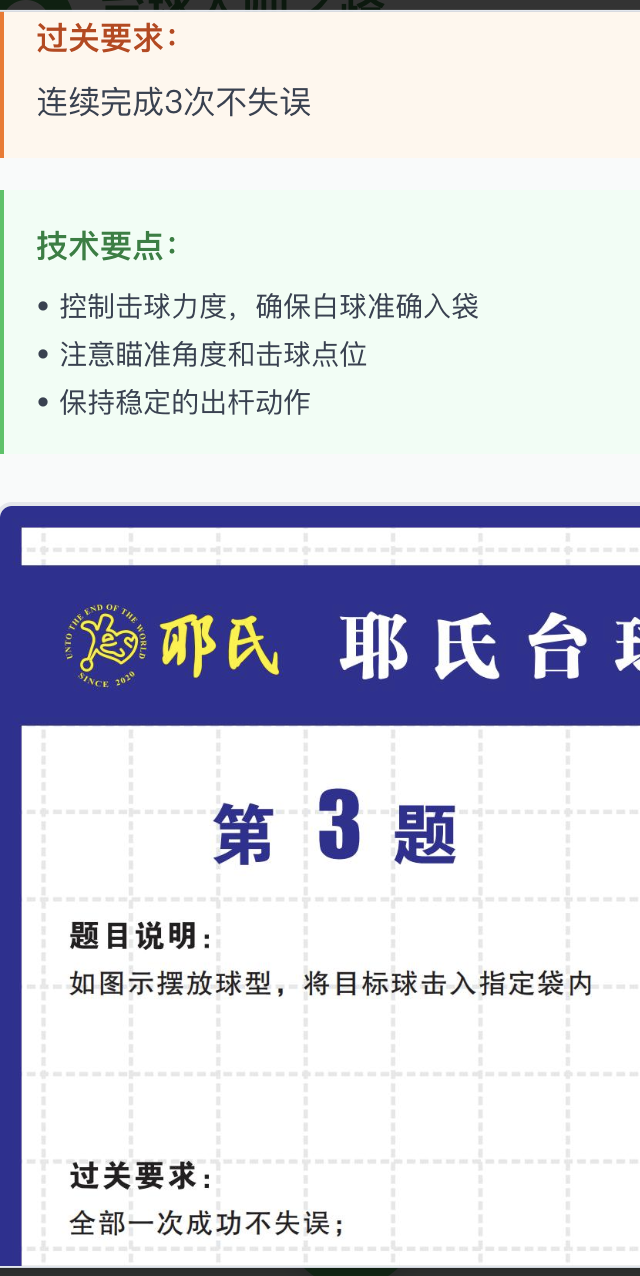 过关要求：
连续完成3次不失误
技术要点：
• 控制击球力度，确保白球准确入袋
• 注意瞄准角度和击球点位
• 保持稳定的出杆动作
UNTO THE END OF THE WORLD
SINCE 2020
耶氏
耶氏台球
第3题
题目说明：
如图示摆放球型，将目标球击入指定袋内
过关要求：
全部一次成功不失误；